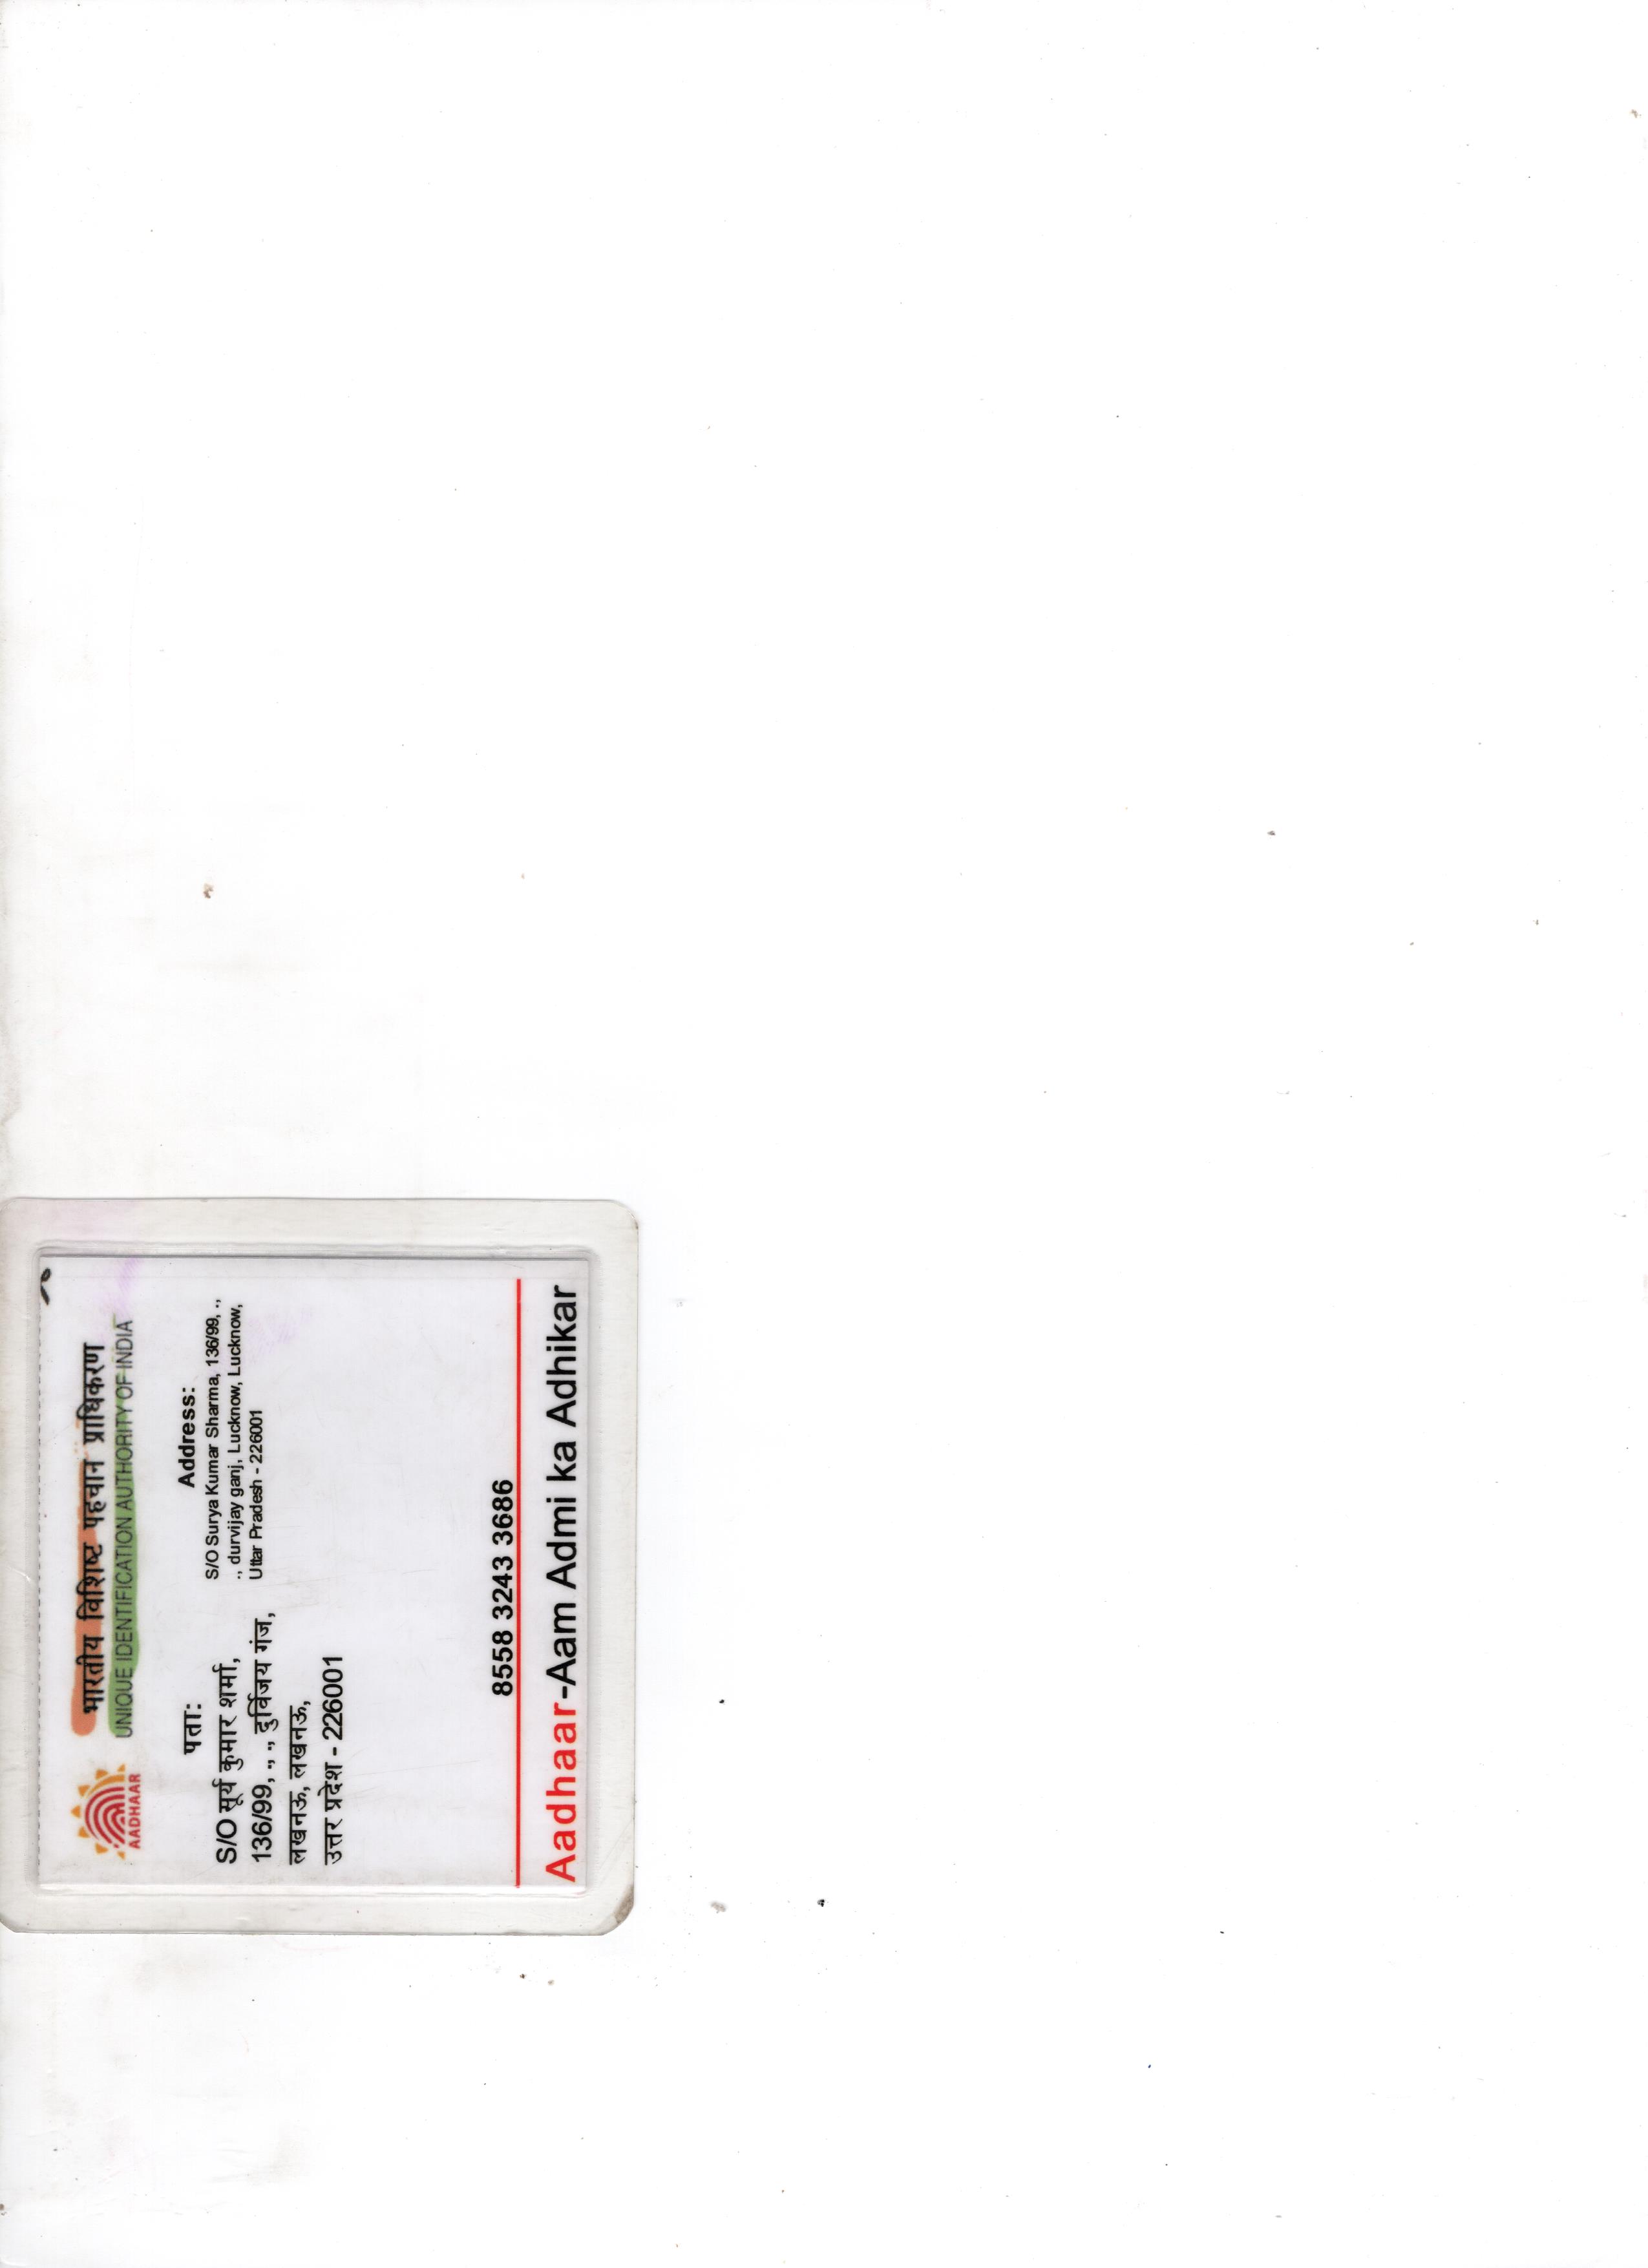 भारतीय विशिष्ट पहचान प्राधिकरण
UNIQUE IDENTIFICATION AUTHORITY OF INDIA
AADHAAR
पता:
S/O सूर्य कुमार शर्मा,
136/99, ., ., दुर्विजय गंज,
लखनऊ, लखनऊ,
उत्तर प्रदेश - 226001
Address:
S/O Surya Kumar Sharma, 136/99, .,
., durvijay ganj, Lucknow, Lucknow,
Uttar Pradesh - 226001
8558 3243 3686
Aadhaar-Aam Admi ka Adhikar